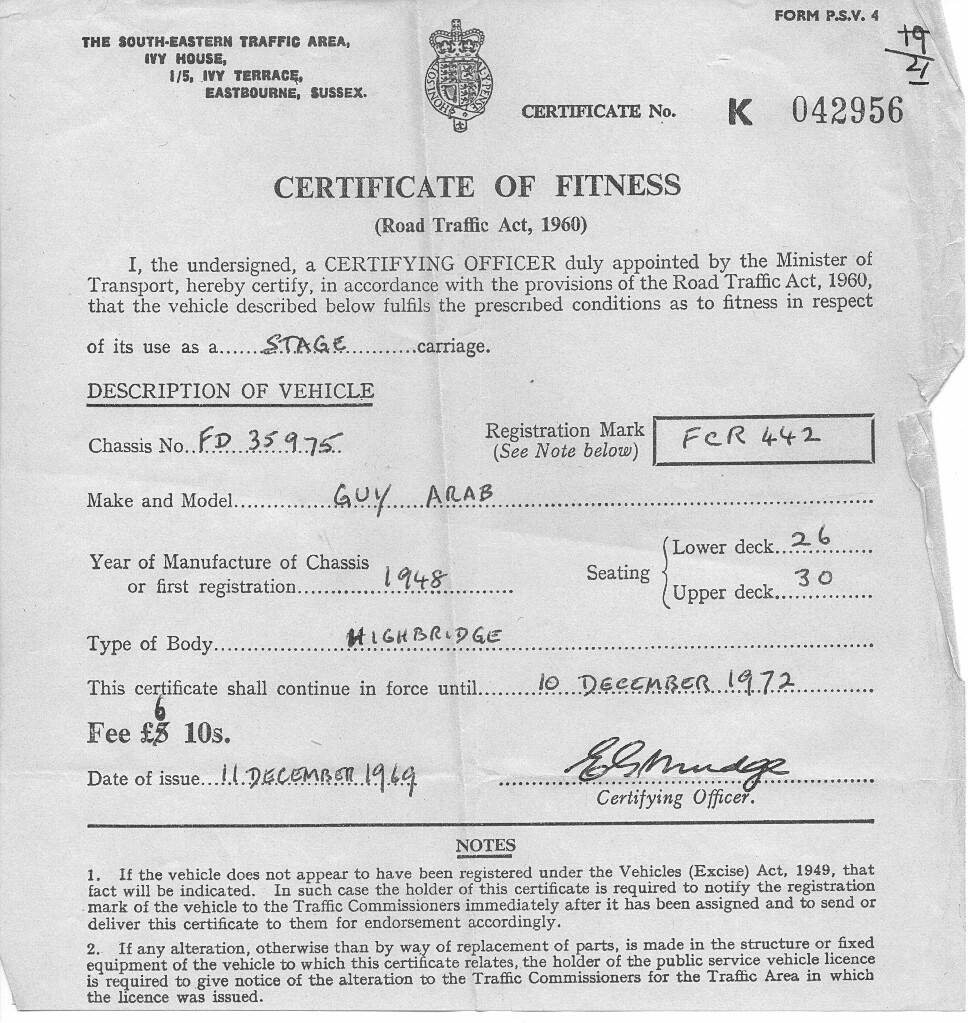 FORM P.S.V. 4
19
21
THE SOUTH-EASTERN TRAFFIC AREA,
IVY HOUSE,
1/5, IVY TERRACE,
EASTBOURNE, SUSSEX.
CERTIFICATE No. K 042956
CERTIFICATE OF FITNESS
(Road Traffic Act, 1960)
I, the undersigned, a CERTIFYING OFFICER duly appointed by the Minister of
Transport, hereby certify, in accordance with the provisions of the Road Traffic Act, 1960,
that the vehicle described below fulfils the prescribed conditions as to fitness in respect
of its use as a......STAGE..........carriage.
DESCRIPTION OF VEHICLE
Chassis No. FD 35975
Registration Mark FCR 442
(See Note below)
Make and Model GUY ARAB
Year of Manufacture of Chassis
or first registration 1948
Seating
Lower deck 26
Upper deck 30
Type of Body HIGHBRIDGE
This certificate shall continue in force until 10 DECEMBER 1972
6
Fee £5 10s.
Date of issue 11 DECEMBER 1969
Certifying Officer.
NOTES
1. If the vehicle does not appear to have been registered under the Vehicles (Excise) Act, 1949, that
fact will be indicated. In such case the holder of this certificate is required to notify the registration
mark of the vehicle to the Traffic Commissioners immediately after it has been assigned and to send or
deliver this certificate to them for endorsement accordingly.
2. If any alteration, otherwise than by way of replacement of parts, is made in the structure or fixed
equipment of the vehicle to which this certificate relates, the holder of the public service vehicle licence
is required to give notice of the alteration to the Traffic Commissioners for the Traffic Area in which
the licence was issued.